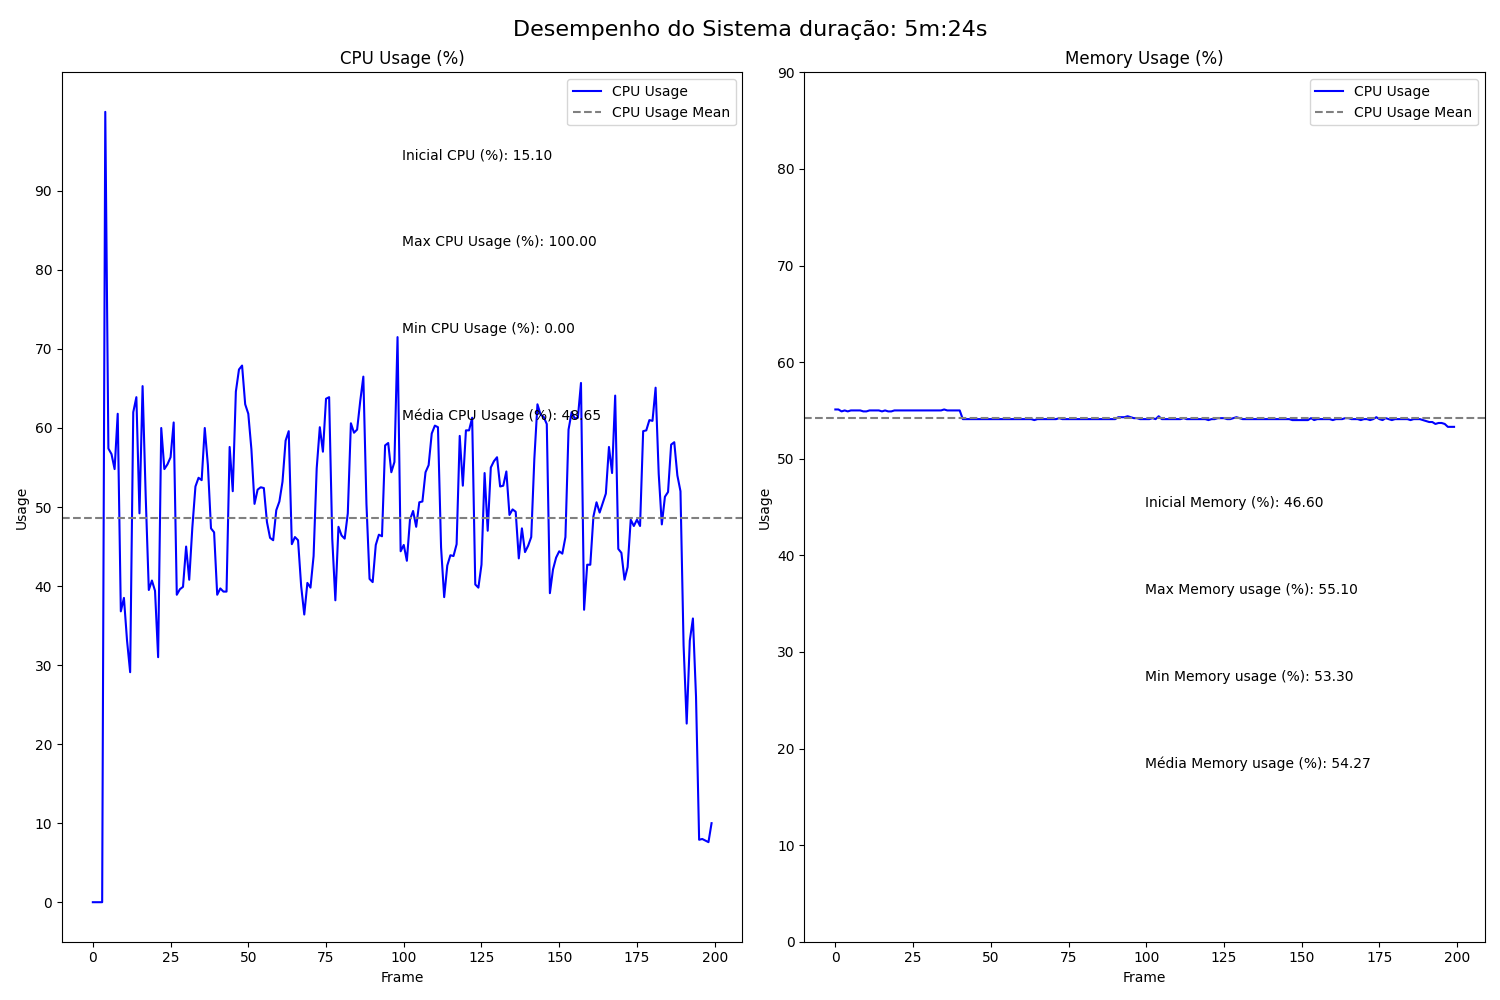 Desempenho do Sistema duração: 5m:24s
CPU Usage (%)
CPU Usage
CPU Usage Mean
Inicial CPU (%): 15.10
Max CPU Usage (%): 100.00
Min CPU Usage (%): 0.00
Média CPU Usage (%): 48.65
Usage
90
80
70
60
50
40
30
20
10
0
0 25 50 75 100 125 150 175 200
Frame
Memory Usage (%)
CPU Usage
CPU Usage Mean
Inicial Memory (%): 46.60
Max Memory usage (%): 55.10
Min Memory usage (%): 53.30
Média Memory usage (%): 54.27
Usage
90
80
70
60
50
40
30
20
10
0
0 25 50 75 100 125 150 175 200
Frame